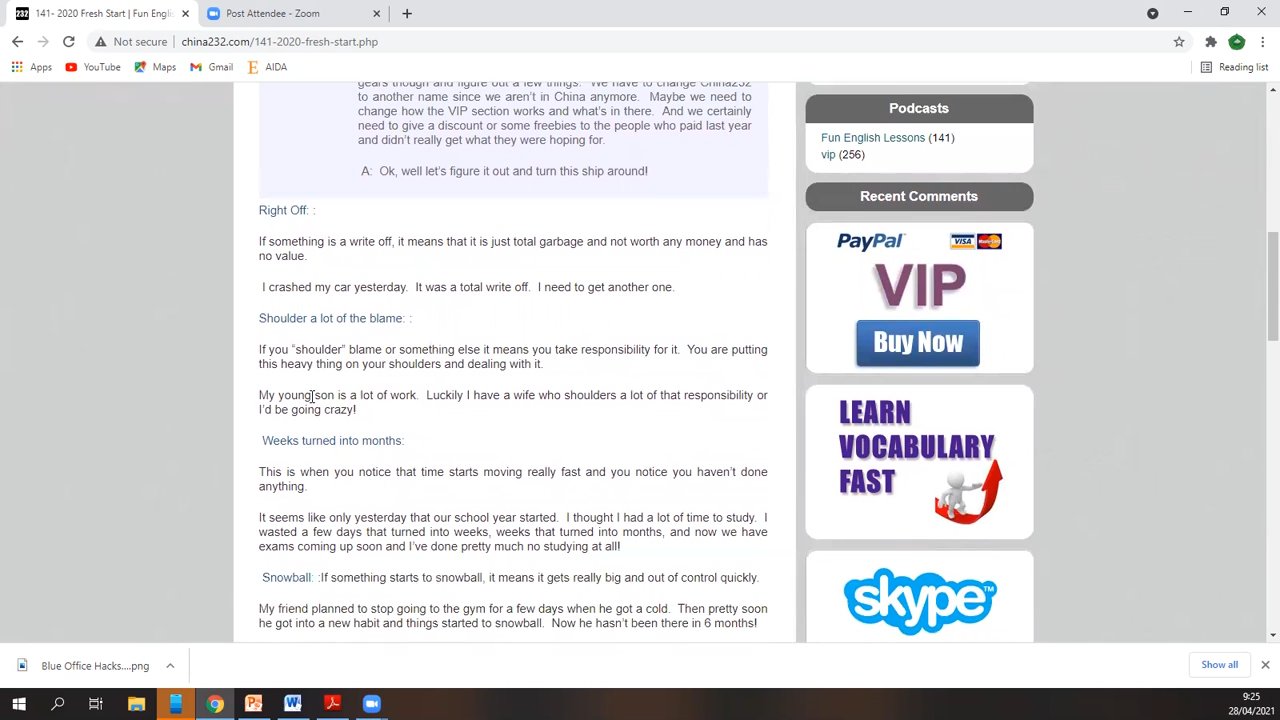 141- 2020 Fresh Start | Fun Engli
Post Attendee - Zoom
Not secure
china232.com/141-2020-fresh-start.php
Apps
YouTube
Maps
Gmail
AIDA
Reading list
gears though and figure out a few things. We have to change China232
to another name since we aren't in China anymore. Maybe we need to
change how the VIP section works and what's in there. And we certainly
need to give a discount or some freebies to the people who paid last year
and didn't really get what they were hoping for.
A: Ok, well let's figure it out and turn this ship around!
Right Off: :
If something is a write off, it means that it is just total garbage and not worth any money and has
no value.
I crashed my car yesterday. It was a total write off. I need to get another one.
Shoulder a lot of the blame: :
If you “shoulder” blame or something else it means you take responsibility for it. You are putting
this heavy thing on your shoulders and dealing with it.
My young son is a lot of work. Luckily I have a wife who shoulders a lot of that responsibility or
I'd be going crazy!
Weeks turned into months:
This is when you notice that time starts moving really fast and you notice you haven't done
anything.
It seems like only yesterday that our school year started. I thought I had a lot of time to study. I
wasted a few days that turned into weeks, weeks that turned into months, and now we have
exams coming up soon and I've done pretty much no studying at all!
Snowball: :If something starts to snowball, it means it gets really big and out of control quickly.
My friend planned to stop going to the gym for a few days when he got a cold. Then pretty soon
he got into a new habit and things started to snowball. Now he hasn't been there in 6 months!
Podcasts
Fun English Lessons (141)
vip (256)
Recent Comments
PayPal VISA MasterCard
VIP
Buy Now
LEARN
VOCABULARY
FAST
skype
Blue Office Hacks....png
Show all
9:25
28/04/2021